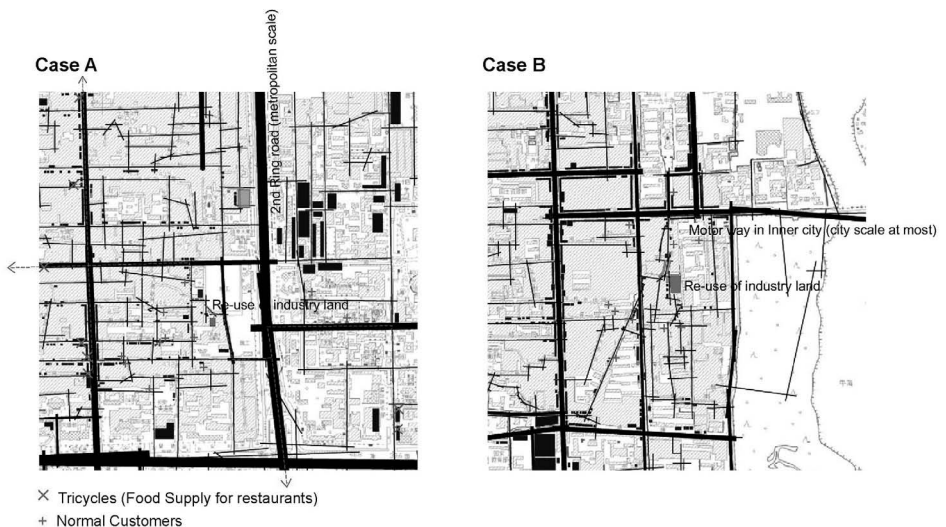 Case A
Case B
2nd Ring road (metropolitan scale)
Motor way in Inner city (city scale at most)
Re-use of industry land
Re-use of industry land
Tricycles (Food Supply for restaurants)
Normal Customers